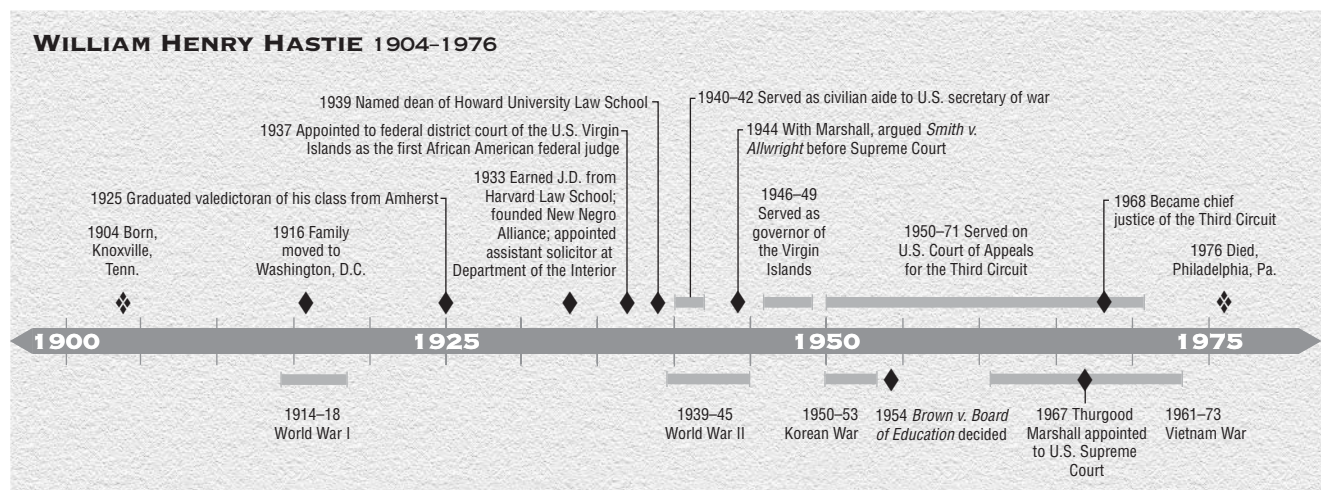 WILLIAM HENRY HASTIE 1904–1976
1939 Named dean of Howard University Law School
1940–42 Served as civilian aide to U.S. secretary of war
1937 Appointed to federal district court of the U.S. Virgin
Islands as the first African American federal judge
1944 With Marshall, argued Smith v.
Allwright before Supreme Court
1933 Earned J.D. from
Harvard Law School;
founded New Negro
Alliance; appointed
assistant solicitor at
Department of the Interior
1925 Graduated valedictoran of his class from Amherst
1946–49
Served as
governor of
the Virgin
Islands
1968 Became chief
justice of the Third Circuit
1904 Born,
Knoxville,
Tenn.
1916 Family
moved to
Washington, D.C.
1950–71 Served on
U.S. Court of Appeals
for the Third Circuit
1976 Died,
Philadelphia, Pa.
1900
1925
1950
1975
1914–18
World War I
1939–45
World War II
1950–53
Korean War
1954 Brown v. Board
of Education decided
1967 Thurgood
Marshall appointed
to U.S. Supreme
Court
1961–73
Vietnam War